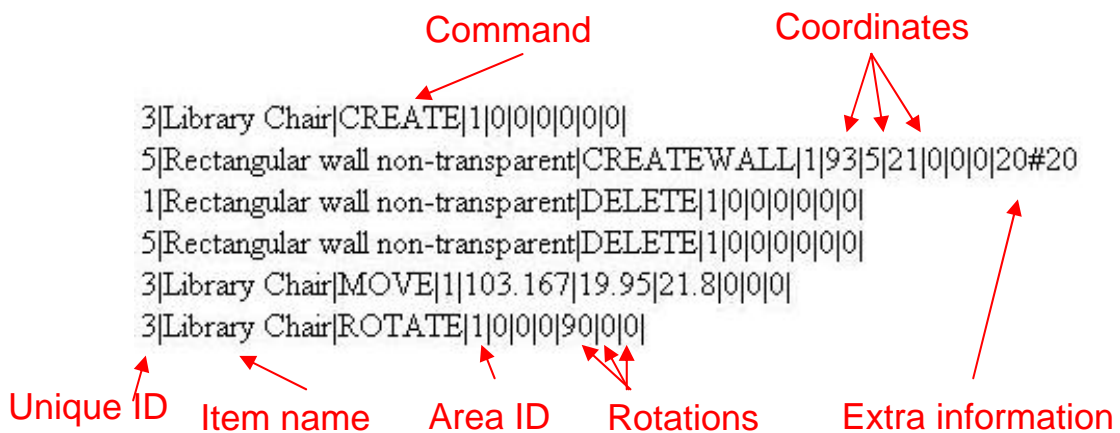 Command Coordinates
3|Library Chair|CREATE|1|0|0|0|0|0|0|
5|Rectangular wall non-transparent|CREATEWALL|1|93|5|21|0|0|0|20#20
1|Rectangular wall non-transparent|DELETE|1|0|0|0|0|0|0|
5|Rectangular wall non-transparent|DELETE|1|0|0|0|0|0|0|
3|Library Chair|MOVE|1|103.167|19.95|21.8|0|0|0|
3|Library Chair|ROTATE|1|0|0|0|90|0|0|
Unique ID Item name Area ID Rotations Extra information